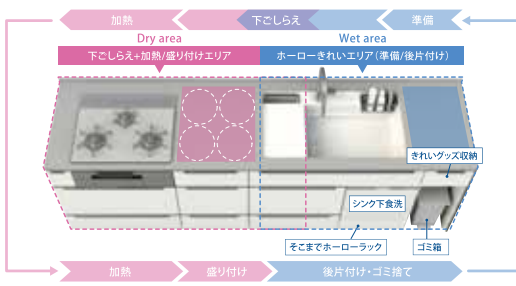 加熱
下ごしらえ
準備
Dry area
Wet area
下ごしらえ+加熱/盛り付けエリア
ホーローきれいエリア(準備/後片付け)
きれいグッズ収納
シンク下食洗
そこまでホーローラック
ゴミ箱
加熱
盛り付け
後片付け・ゴミ捨て